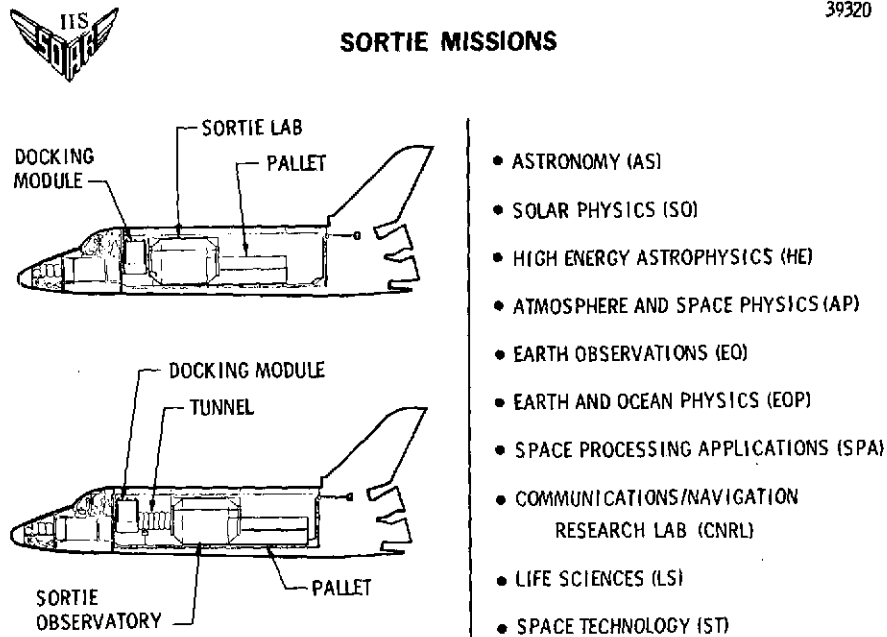 IIS
SOAR
39320
SORTIE MISSIONS
SORTIE LAB
DOCKING
MODULE
PALLET
DOCKING MODULE
TUNNEL
SORTIE
OBSERVATORY
PALLET
• ASTRONOMY (AS)
• SOLAR PHYSICS (SO)
• HIGH ENERGY ASTROPHYSICS (HE)
• ATMOSPHERE AND SPACE PHYSICS (AP)
• EARTH OBSERVATIONS (EO)
• EARTH AND OCEAN PHYSICS (EOP)
• SPACE PROCESSING APPLICATIONS (SPA)
• COMMUNICATIONS/NAVIGATION
RESEARCH LAB (CNRL)
• LIFE SCIENCES (LS)
• SPACE TECHNOLOGY (ST)